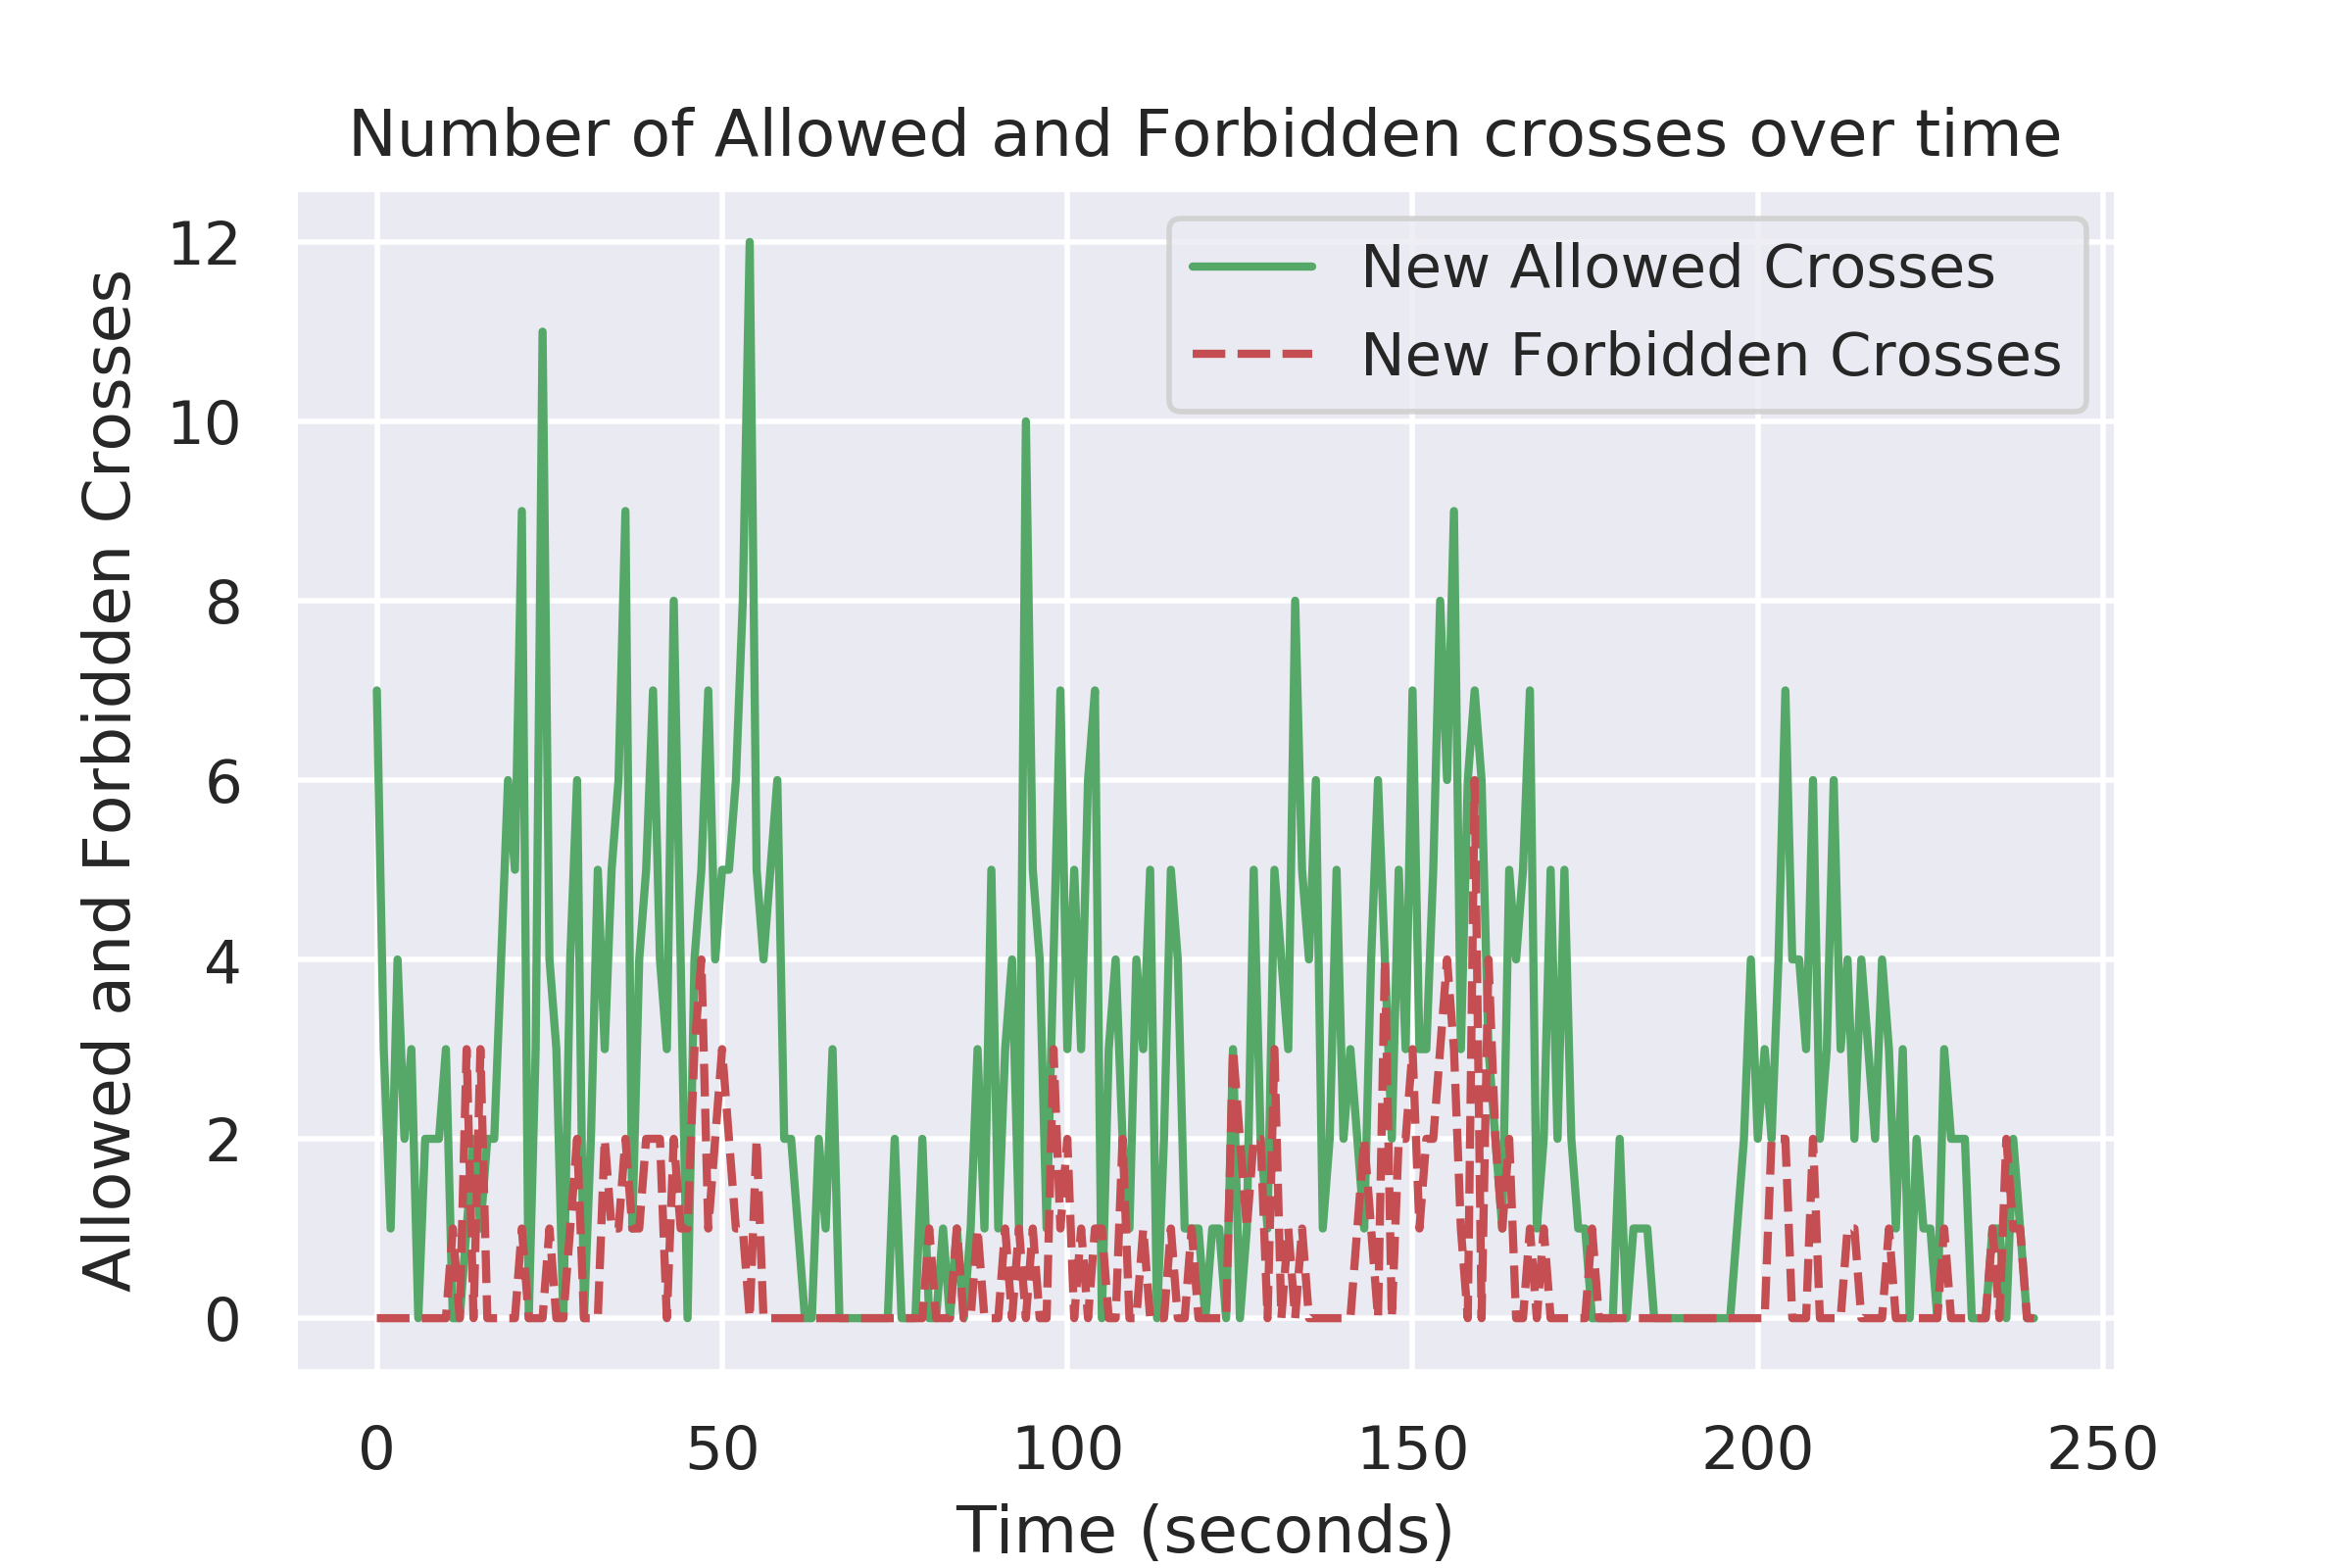 Number of Allowed and Forbidden crosses over time
New Allowed Crosses
New Forbidden Crosses
Allowed and Forbidden Crosses
12
10
8
6
4
2
0
0 50 100 150 200 250
Time (seconds)